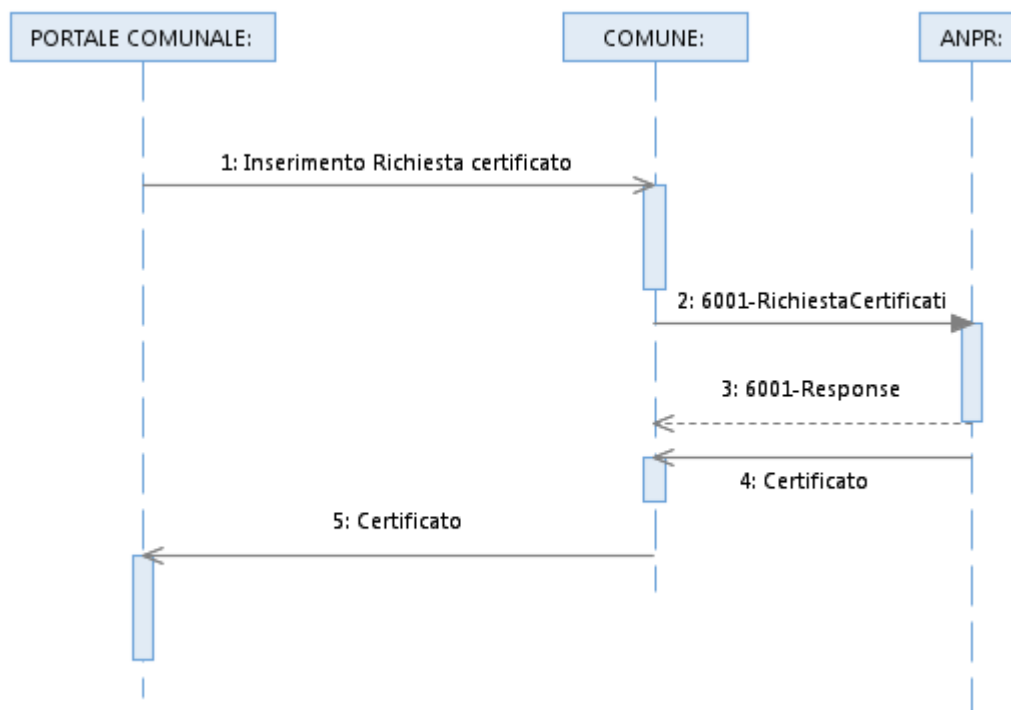 PORTALE COMUNALE:
COMUNE:
ANPR:
1: Inserimento Richiesta certificato
2: 6001-RichiestaCertificati
3: 6001-Response
4: Certificato
5: Certificato